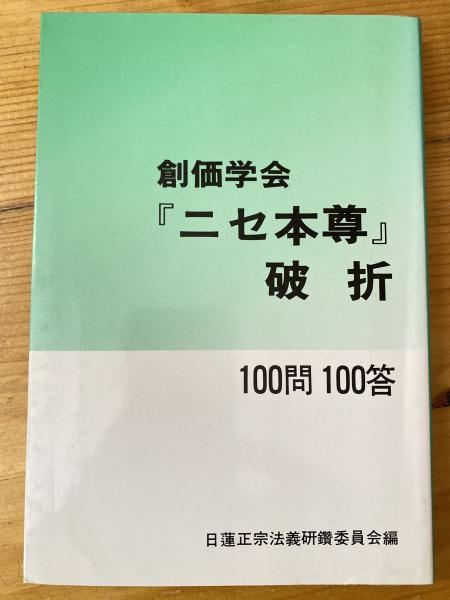 創価学会
『ニセ本尊』
破折
100問100答
日蓮正宗法義研鑽委員会編